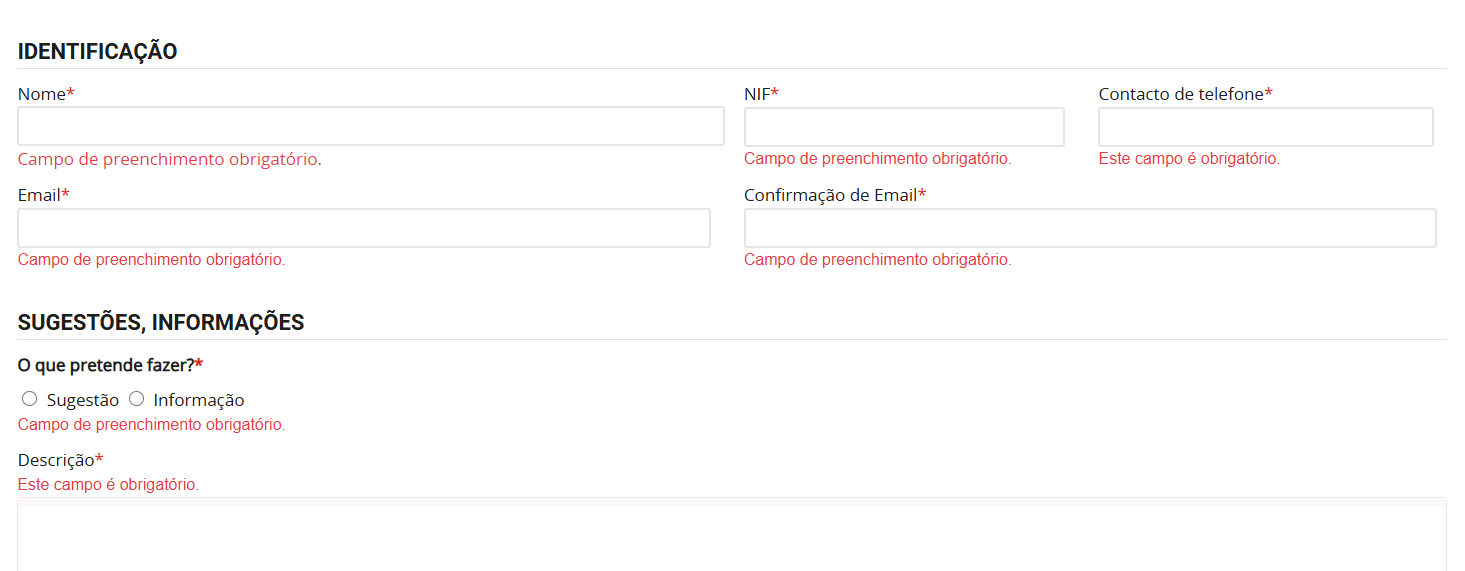 IDENTIFICAÇÃO
Nome* NIF* Contacto de telefone*
Campo de preenchimento obrigatório. Campo de preenchimento obrigatório. Este campo é obrigatório.
Email* Confirmação de Email*
Campo de preenchimento obrigatório. Campo de preenchimento obrigatório.
SUGESTÕES, INFORMAÇÕES
O que pretende fazer?*
Sugestão Informação
Campo de preenchimento obrigatório.
Descrição*
Este campo é obrigatório.